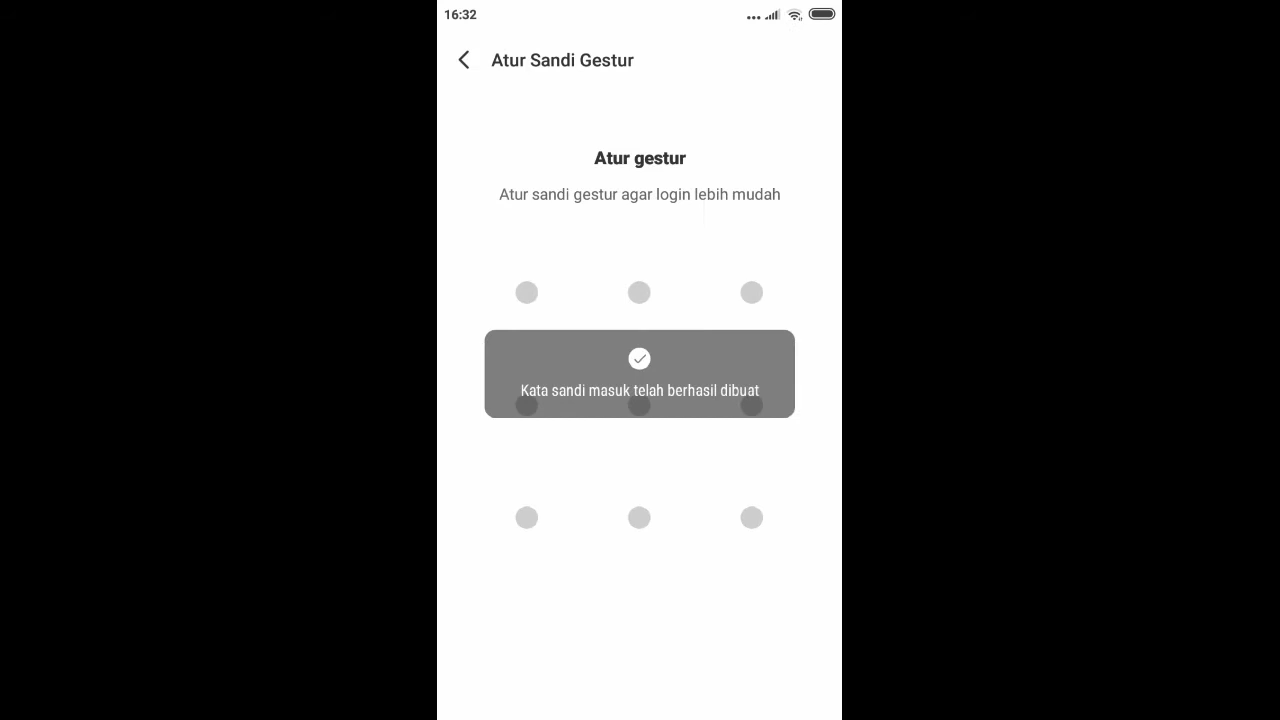 16:32
Atur Sandi Gestur
Atur gestur
Atur sandi gestur agar login lebih mudah
Kata sandi masuk telah berhasil dibuat